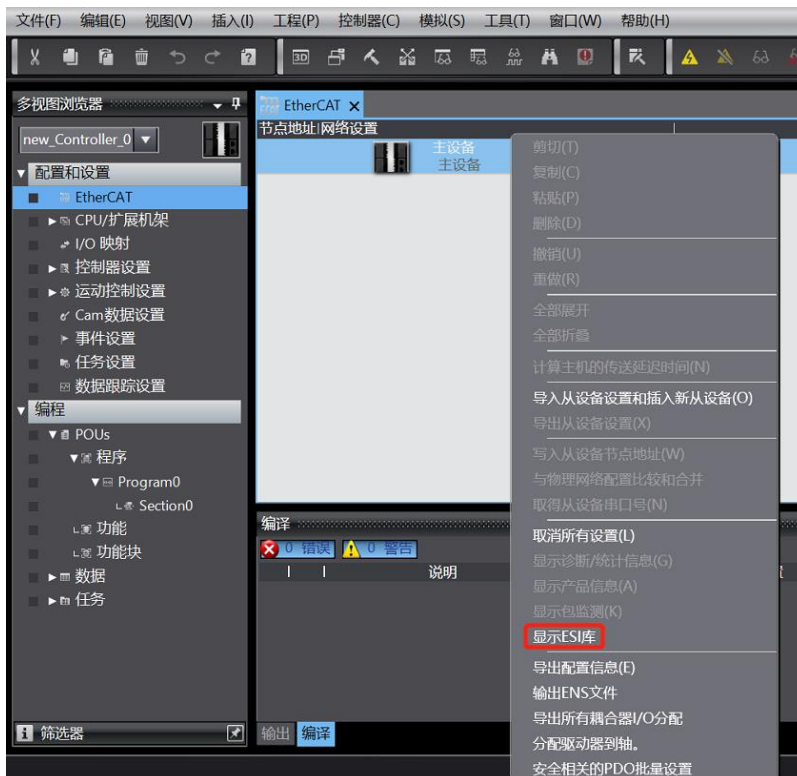 文件(F) 编辑(E) 视图(V) 插入(I) 工程(P) 控制器(C) 模拟(S) 工具(T) 窗口(W) 帮助(H)
3D
多视图浏览器
new_Controller_0
配置和设置
EtherCAT
CPU/扩展机架
I/O 映射
控制器设置
运动控制设置
Cam数据设置
事件设置
任务设置
数据跟踪设置
编程
POUs
程序
Program0
Section0
功能
功能块
数据
任务
筛选器
EtherCAT
节点地址|网络设置
主设备
主设备
剪切(T)
复制(C)
粘贴(P)
删除(D)
撤销(U)
重做(R)
全部展开
全部折叠
计算主机的传送延迟时间(N)
导入从设备设置和插入新从设备(O)
导出从设备设置(X)
写入从设备节点地址(W)
与物理网络配置比较和合并
取得从设备串口号(N)
取消所有设置(L)
显示诊断/统计信息(G)
显示产品信息(A)
显示包监测(K)
显示ESI库
导出配置信息(E)
输出ENS文件
导出所有耦合器I/O分配
分配驱动器到轴。
安全相关的PDO批量设置
编译
0 错误 0 警告
说明
输出 编译